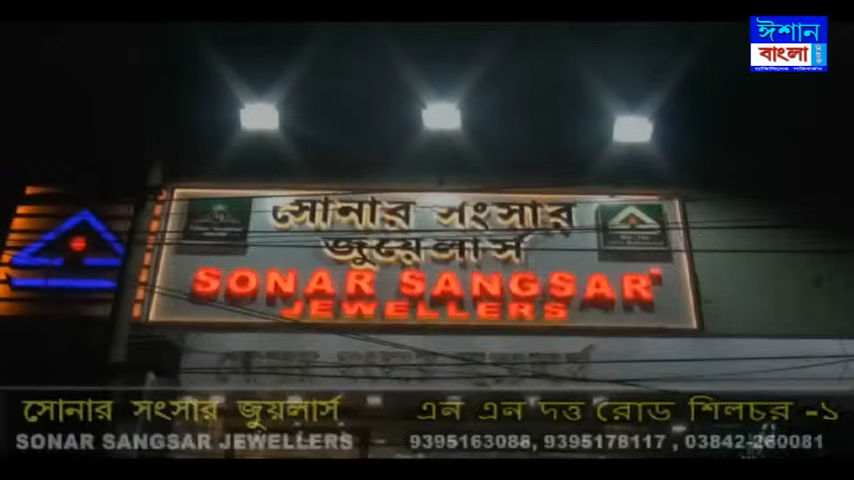 ঈশান
বাংলা
সোনার সংসার
জুয়েলার্স
SONAR SANGSAR
JEWELLERS
সোনার সংসার জুয়লার্স এন এন দত্ত রোড শিলচর -১
SONAR SANGSAR JEWELLERS - 9395163088, 9395178117 , 03842-260081